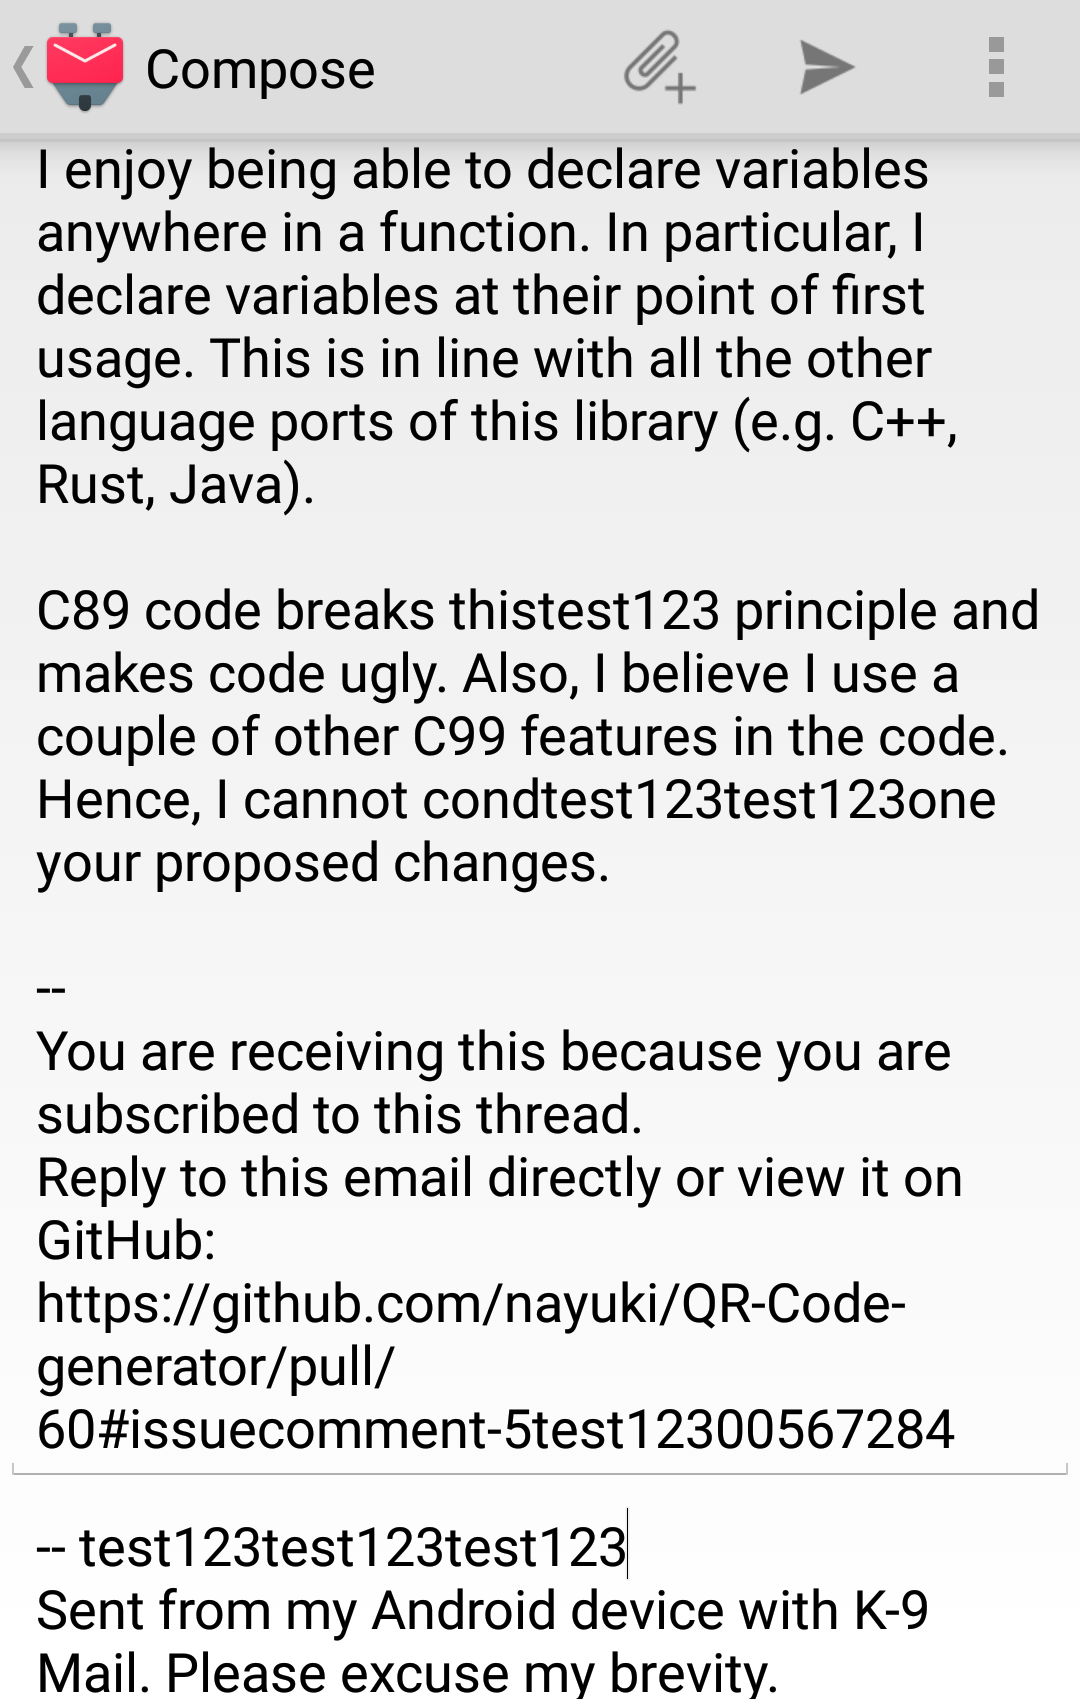 Compose
I enjoy being able to declare variables
anywhere in a function. In particular, I
declare variables at their point of first
usage. This is in line with all the other
language ports of this library (e.g. C++,
Rust, Java).
C89 code breaks thistest123 principle and
makes code ugly. Also, I believe I use a
couple of other C99 features in the code.
Hence, I cannot condtest123test123one
your proposed changes.
--
You are receiving this because you are
subscribed to this thread.
Reply to this email directly or view it on
GitHub:
https://github.com/nayuki/QR-Code-
generator/pull/
60#issuecomment-5test12300567284
-- test123test123test123
Sent from my Android device with K-9
Mail. Please excuse my brevity.